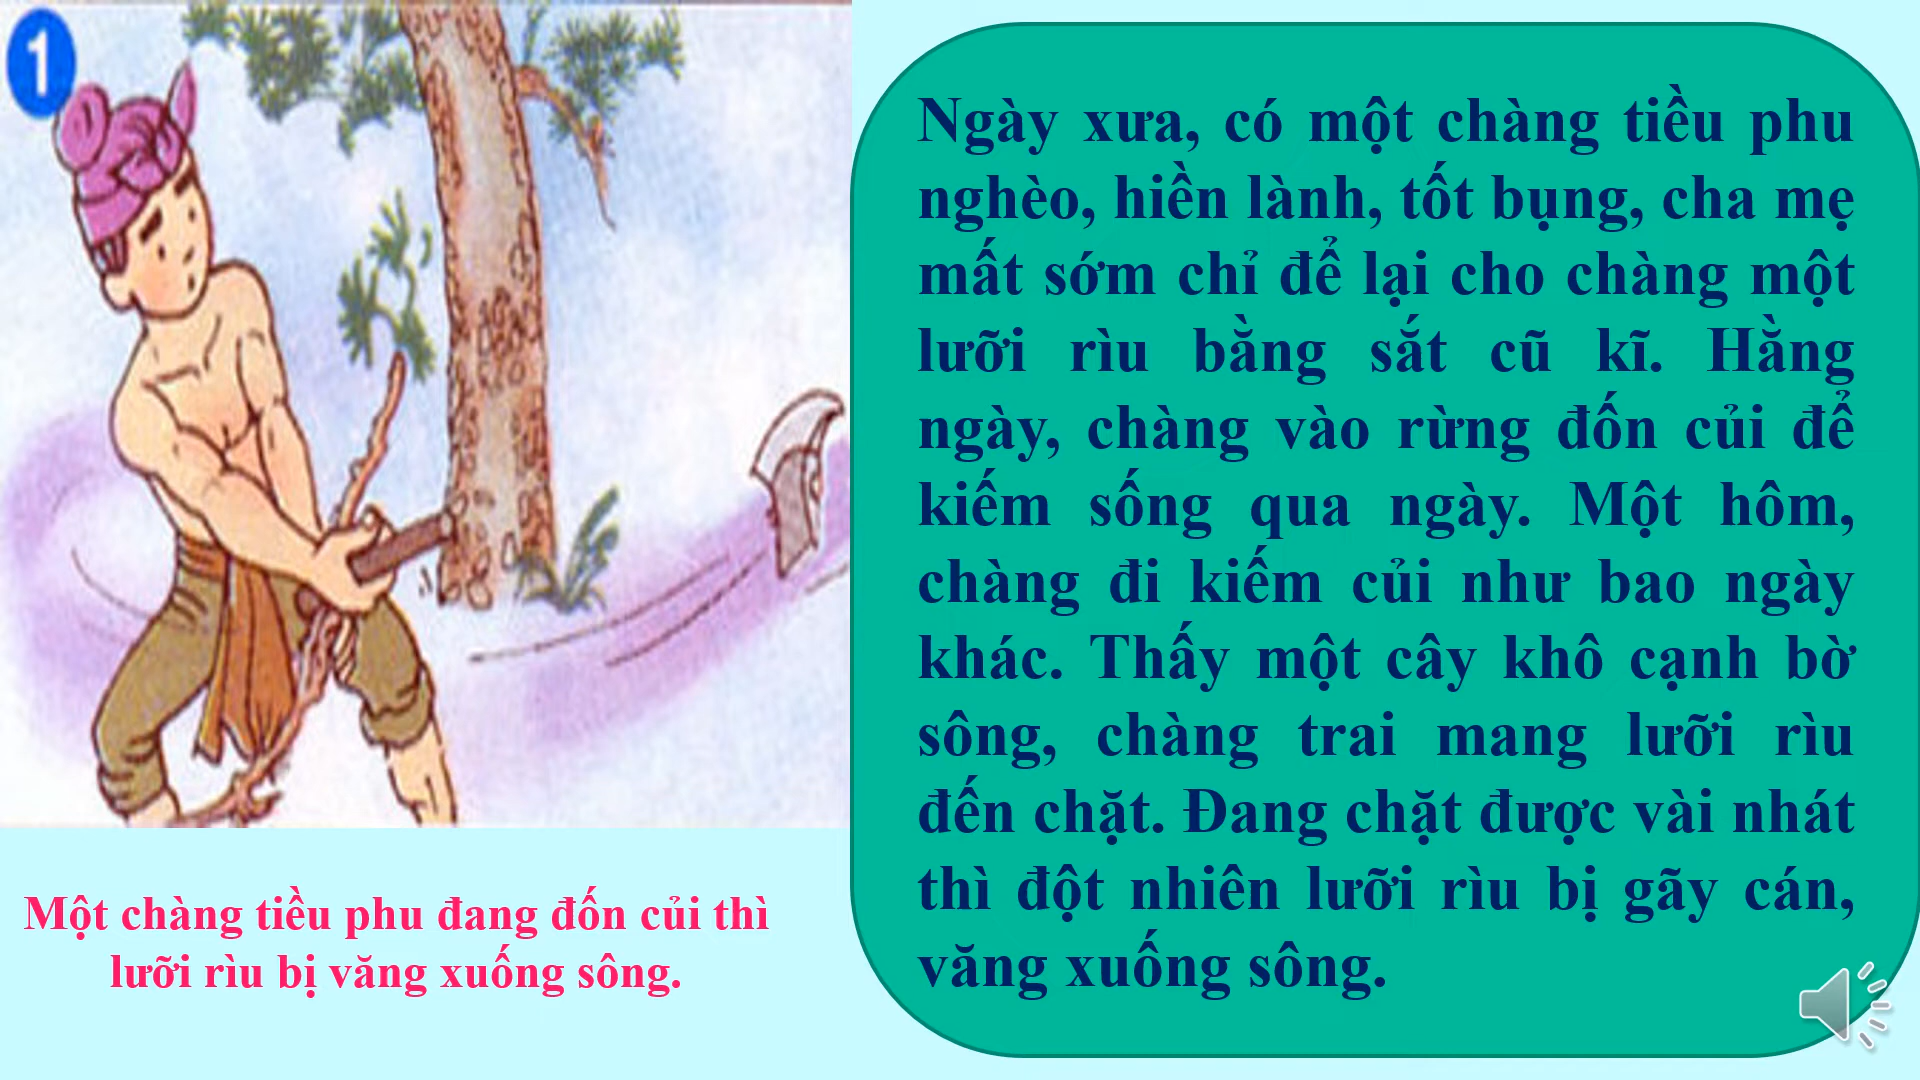 1
Một chàng tiều phu đang đốn củi thì
lưỡi rìu bị văng xuống sông.
Ngày xưa, có một chàng tiều phu
nghèo, hiền lành, tốt bụng, cha mẹ
mất sớm chỉ để lại cho chàng một
lưỡi rìu bằng sắt cũ kĩ. Hằng
ngày, chàng vào rừng đốn củi để
kiếm sống qua ngày. Một hôm,
chàng đi kiếm củi như bao ngày
khác. Thấy một cây khô cạnh bờ
sông, chàng trai mang lưỡi rìu
đến chặt. Đang chặt được vài nhát
thì đột nhiên lưỡi rìu bị gãy cán,
văng xuống sông.